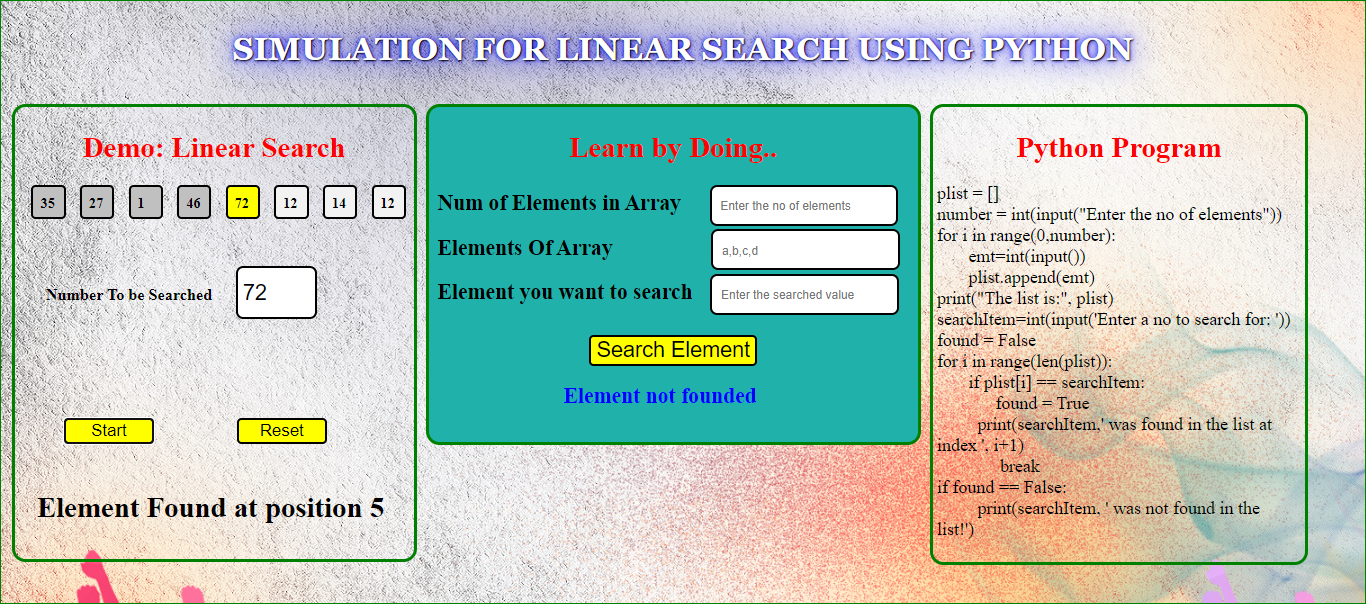 SIMULATION FOR LINEAR SEARCH USING PYTHON
Demo: Linear Search
35 27 1 46 72 12 14 12
Number To be Searched 72
Start Reset
Element Found at position 5
Learn by Doing..
Num of Elements in Array Enter the no of elements
Elements Of Array a,b,c,d
Element you want to search Enter the searched value
Search Element
Element not founded
Python Program
plist = []
number = int(input("Enter the no of elements"))
for i in range(0,number):
emt=int(input())
plist.append(emt)
print("The list is:", plist)
searchItem=int(input('Enter a no to search for: '))
found = False
for i in range(len(plist)):
if plist[i] == searchItem:
found = True
print(searchItem,' was found in the list at
index ', i+1)
break
if found == False:
print(searchItem, ' was not found in the
list!')